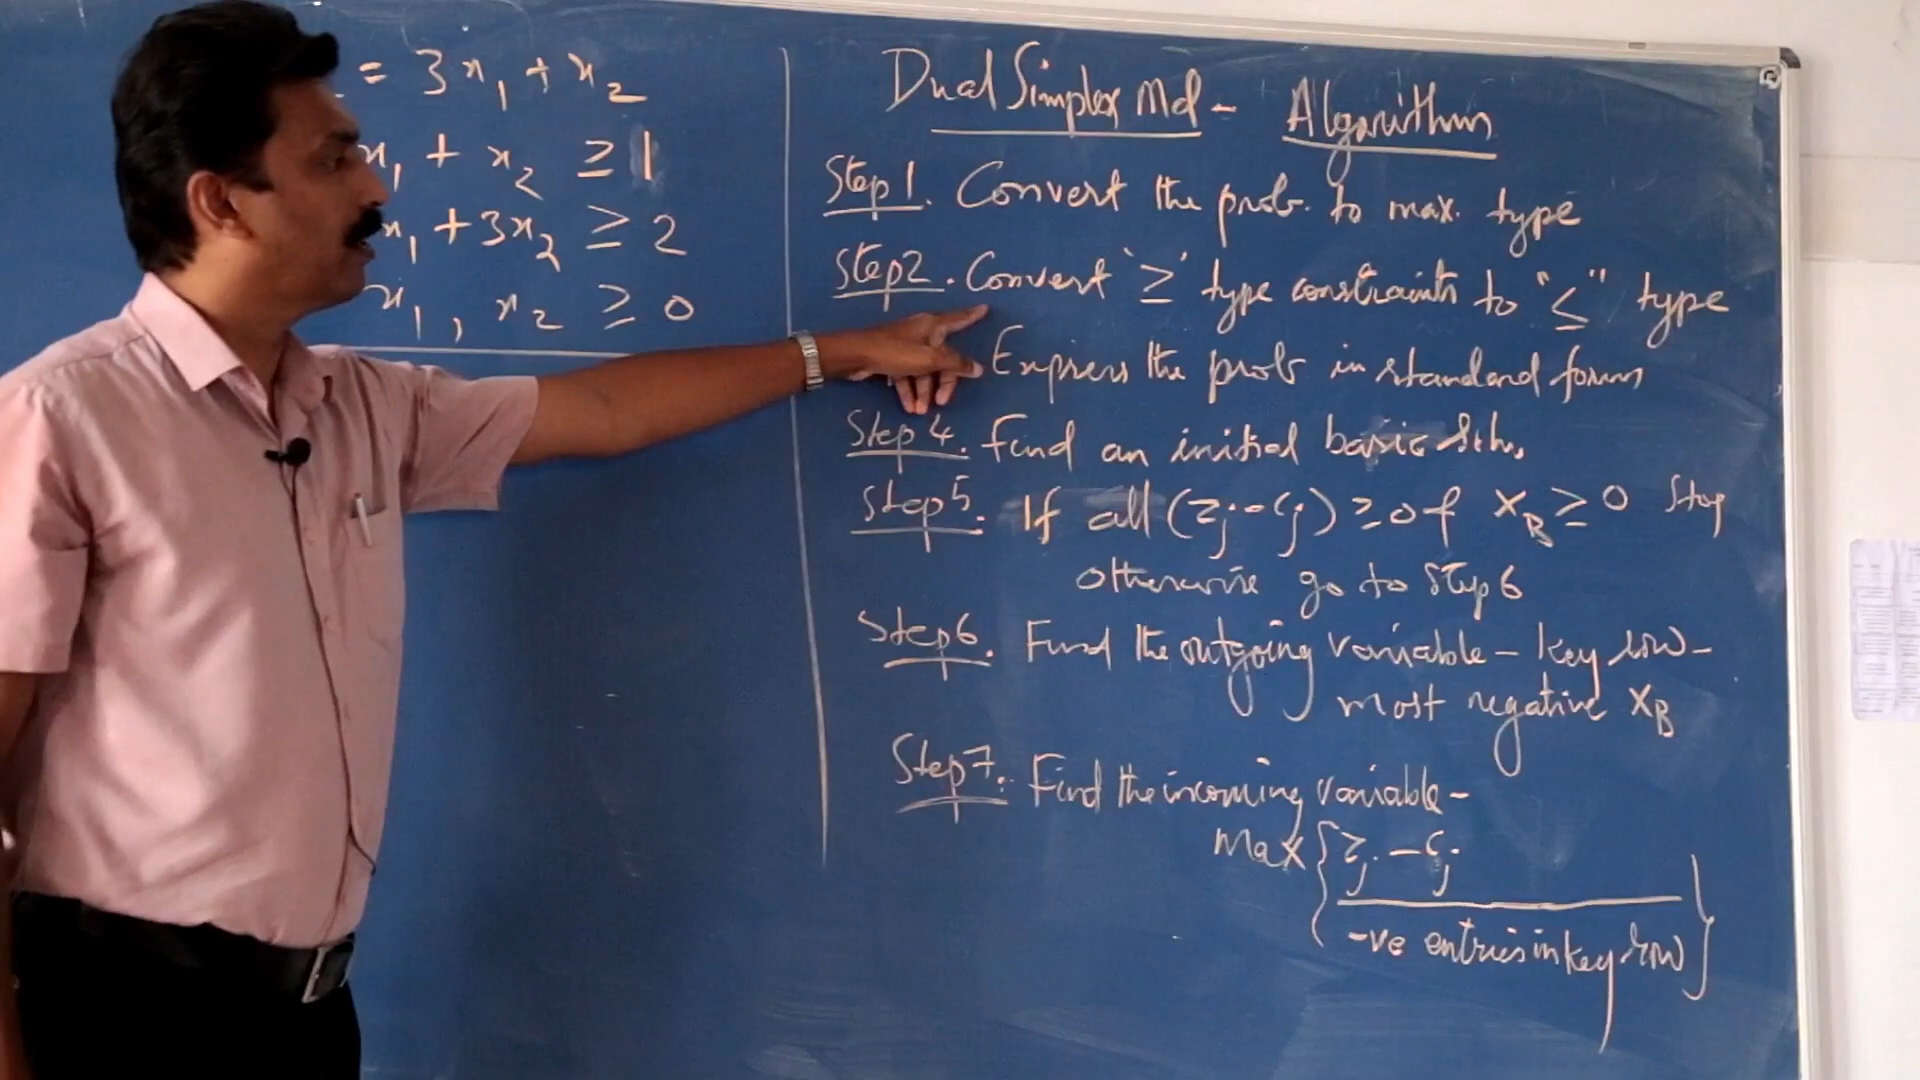 = 3x₁ + x₂
x₁ + x₂ ≥ 1
x₁ + 3x₂ ≥ 2
x₁, x₂ ≥ 0
Dual Simplex Md - Algorithm
Step 1. Convert the prob. to max. type
Step 2. Convert '≥' type constraints to "≤" type
Express the prob in standard form
Step 4. Find an initial basic soln.
Step 5. If all (zj - cj) ≥ 0 & XB ≥ 0 Stop
Otherwise go to Step 6
Step 6. Find the outgoing variable - key row -
most negative XB
Step 7. Find the incoming variable -
Max { zj - cj / -ve entries in key row }